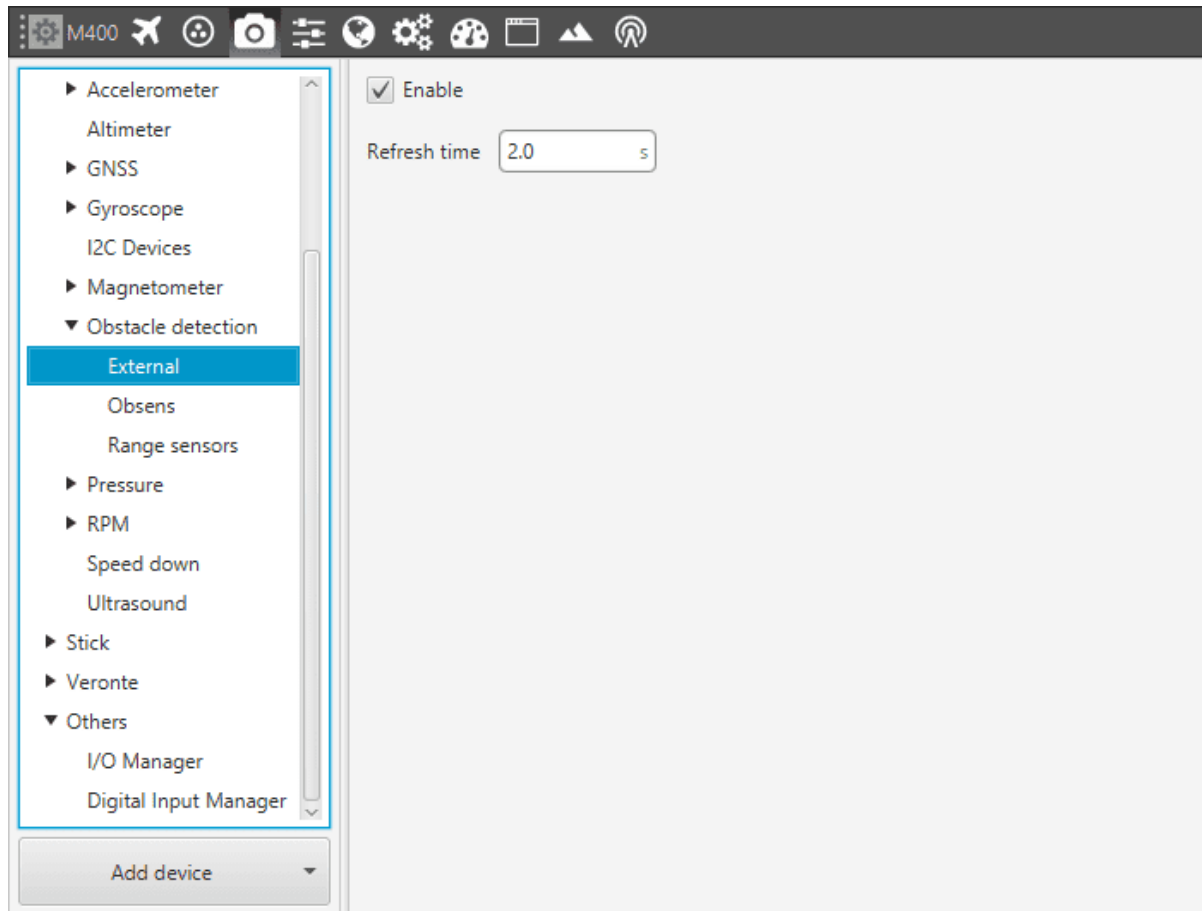 M400
Accelerometer
Altimeter
GNSS
Gyroscope
I2C Devices
Magnetometer
Obstacle detection
External
Obsens
Range sensors
Pressure
RPM
Speed down
Ultrasound
Stick
Veronte
Others
I/O Manager
Digital Input Manager
Add device
Enable
Refresh time 2.0 s